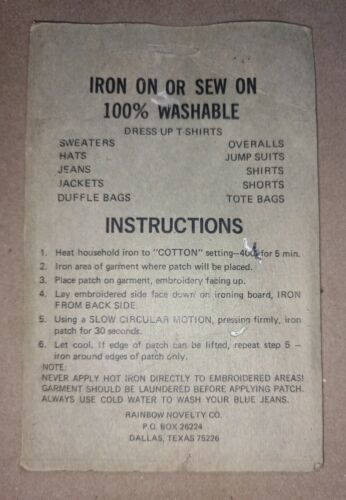 IRON ON OR SEW ON
100% WASHABLE
DRESS UP T-SHIRTS
SWEATERS OVERALLS
HATS JUMP SUITS
JEANS SHIRTS
JACKETS SHORTS
DUFFLE BAGS TOTE BAGS
INSTRUCTIONS
1. Heat household iron to "COTTON" setting—400 for 5 min.
2. Iron area of garment where patch will be placed.
3. Place patch on garment, embroidery facing up.
4. Lay embroidered side face down on ironing board, IRON
FROM BACK SIDE.
5. Using a SLOW CIRCULAR MOTION, pressing firmly, iron
patch for 30 seconds.
6. Let cool. If edge of patch can be lifted, repeat step 5 —
iron around edges of patch only.
NOTE:
NEVER APPLY HOT IRON DIRECTLY TO EMBROIDERED AREAS!
GARMENT SHOULD BE LAUNDERED BEFORE APPLYING PATCH.
ALWAYS USE COLD WATER TO WASH YOUR BLUE JEANS.
RAINBOW NOVELTY CO.
P.O. BOX 26224
DALLAS, TEXAS 75226